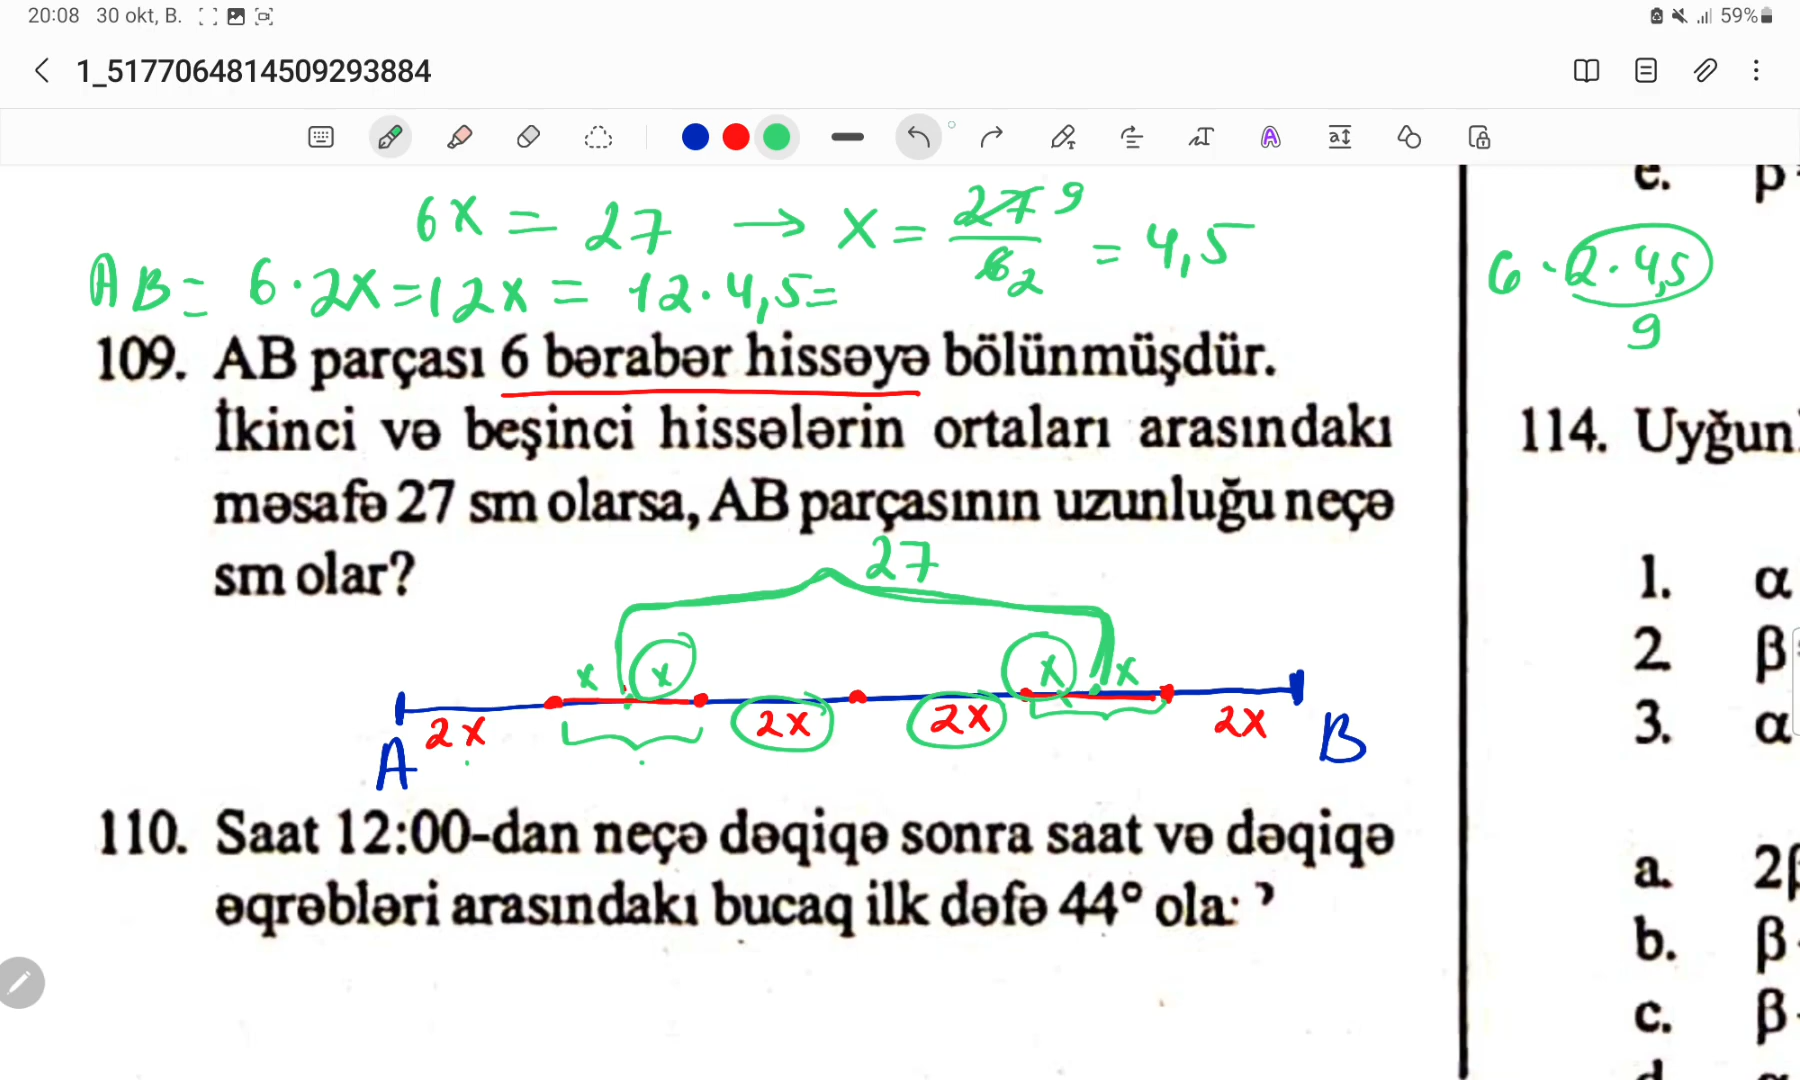 20:08 30 okt, B. 59%
1_5177064814509293884
6x = 27 → x = 27 9 / 6 2 = 4,5
AB = 6 · 2x = 12x = 12 · 4,5 =
109. AB parçası 6 bərabər hissəyə bölünmüşdür.
İkinci və beşinci hissələrin ortaları arasındakı
məsafə 27 sm olarsa, AB parçasının uzunluğu neçə
sm olar?
27
x x x x
2x 2x 2x 2x
A B
110. Saat 12:00-dan neçə dəqiqə sonra saat və dəqiqə
əqrəbləri arasındakı bucaq ilk dəfə 44° ola
e. β
6 · 2 · 4,5
9
114. Uyğun
1. α
2. β
3. α
a. 2β
b. β
c. β
d. α